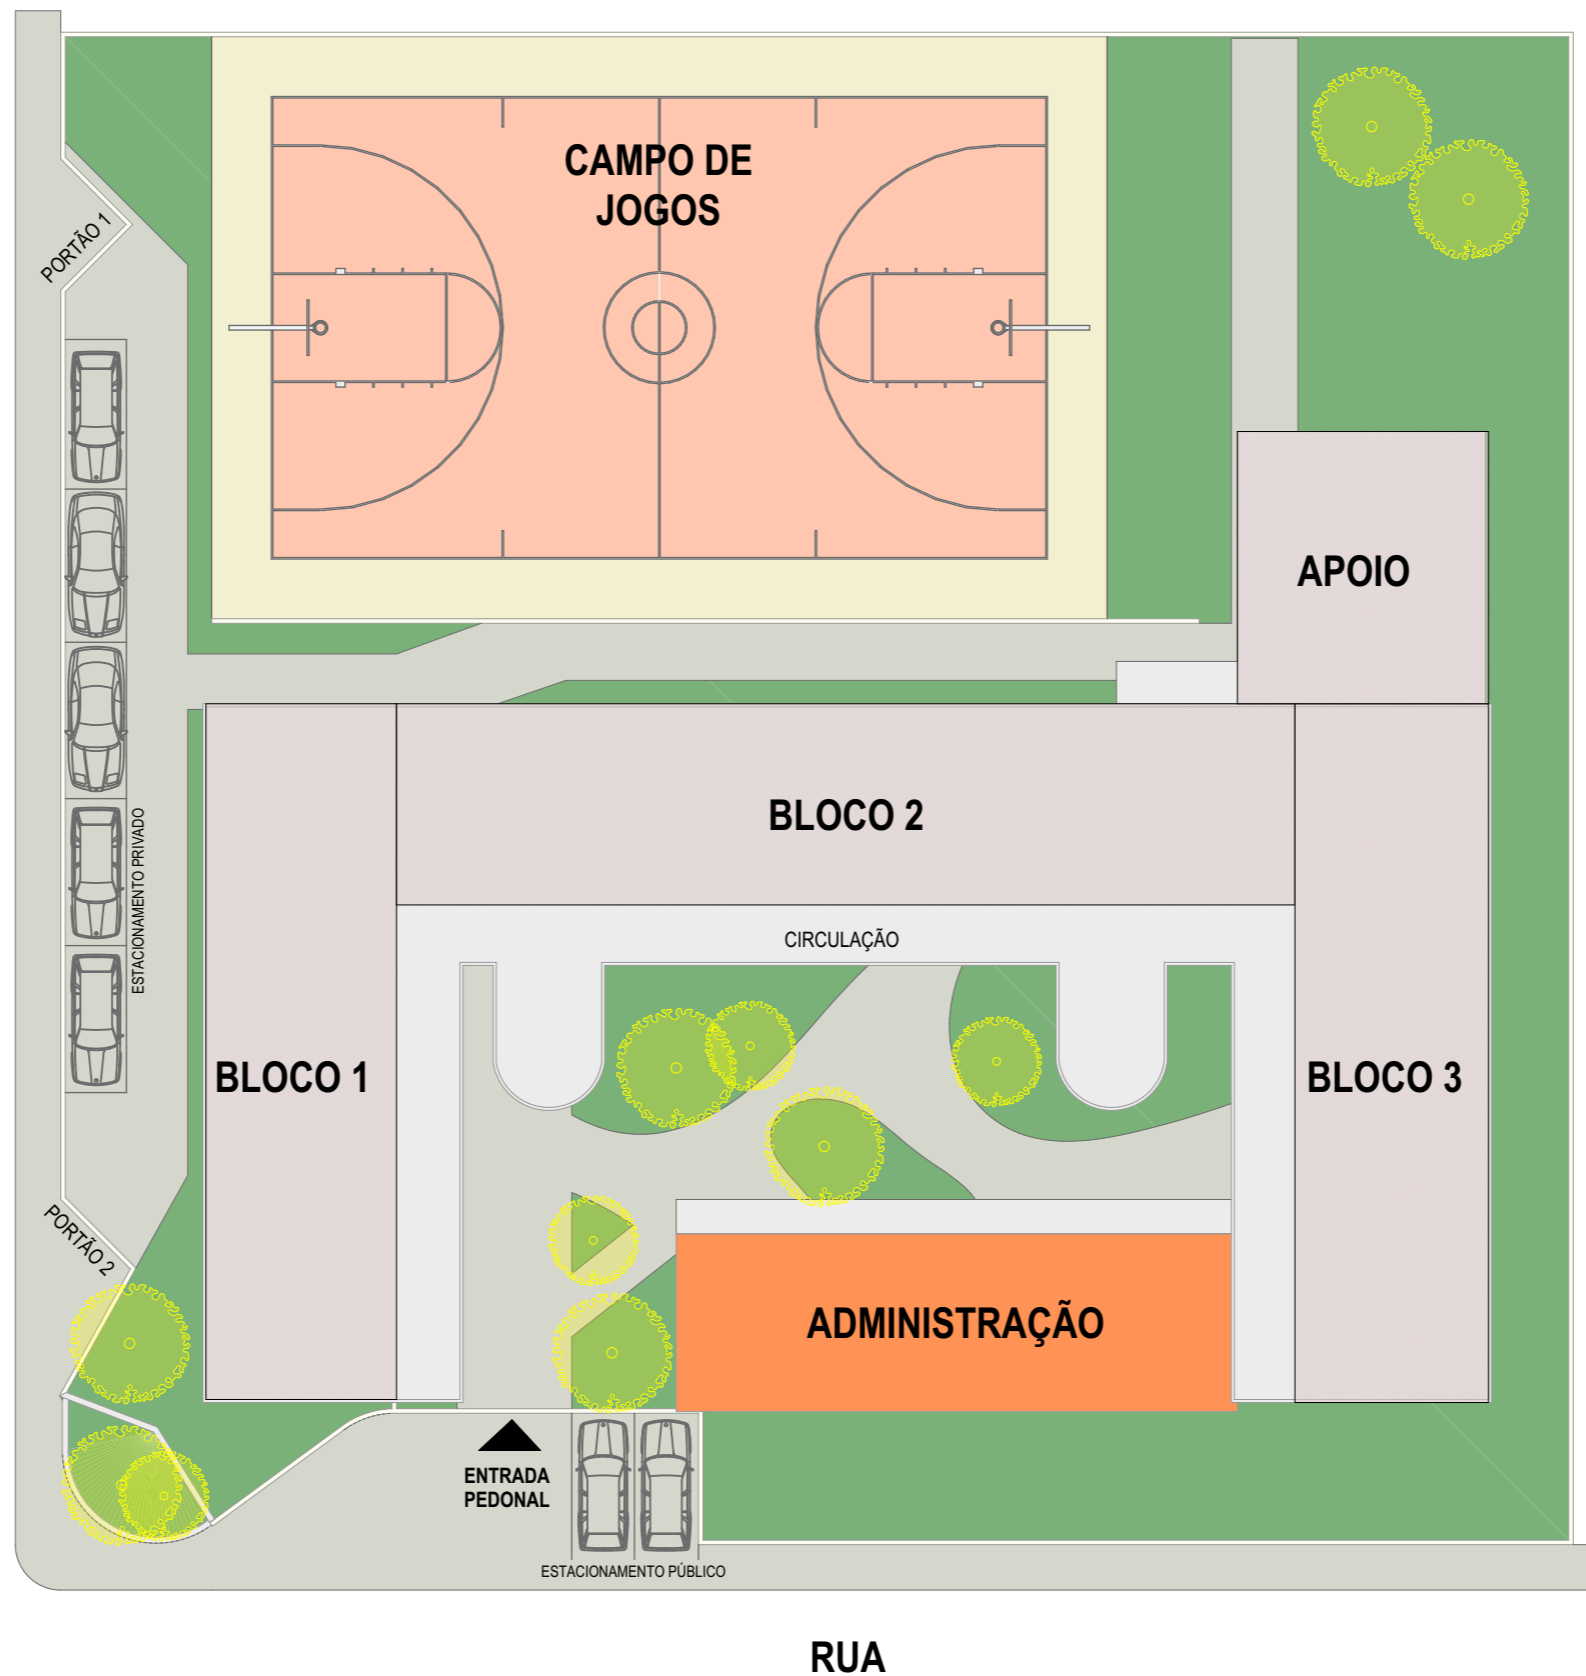 CAMPO DE
JOGOS
PORTÃO 1
APOIO
BLOCO 2
ESTACIONAMENTO PRIVADO
CIRCULAÇÃO
BLOCO 1
BLOCO 3
PORTÃO 2
ADMINISTRAÇÃO
ENTRADA
PEDONAL
ESTACIONAMENTO PÚBLICO
RUA